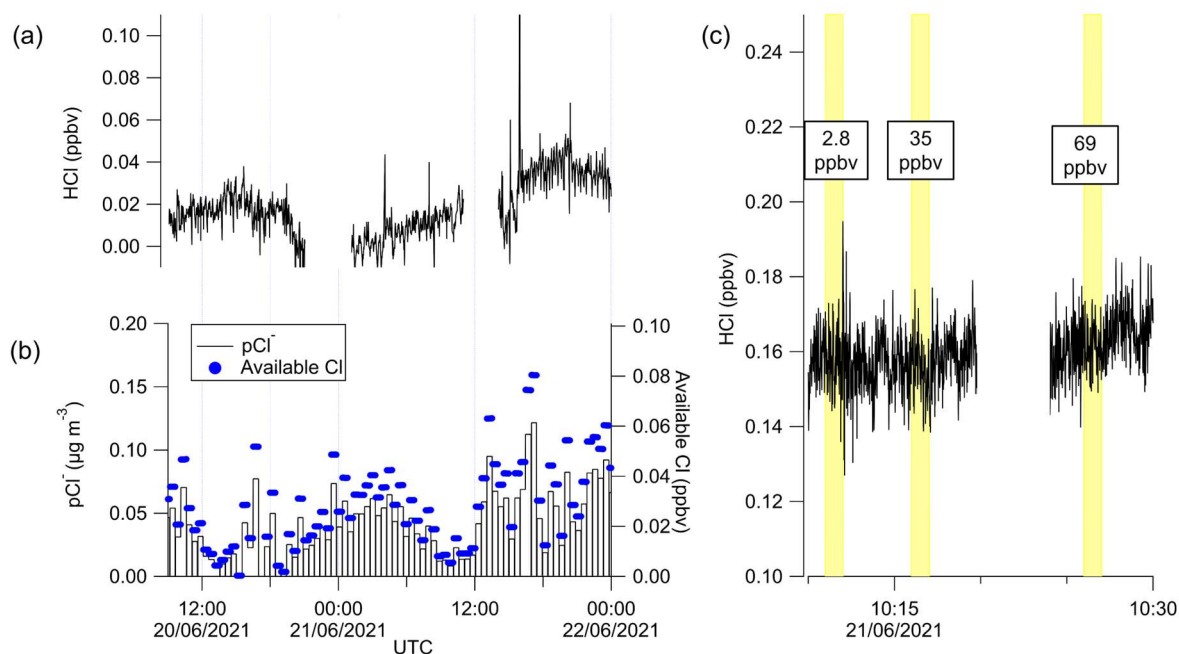 (a)
HCl (ppbv)
0.10
0.08
0.06
0.04
0.02
0.00
(b)
pCl⁻ (µg m⁻³)
0.20
0.15
0.10
0.05
0.00
pCl⁻
Available Cl
0.10
0.08
0.06
0.04
0.02
0.00
Available Cl (ppbv)
12:00
20/06/2021
00:00
21/06/2021
12:00
00:00
22/06/2021
UTC
(c)
HCl (ppbv)
0.24
0.22
0.20
0.18
0.16
0.14
0.12
0.10
2.8
ppbv
35
ppbv
69
ppbv
10:15
21/06/2021
10:30